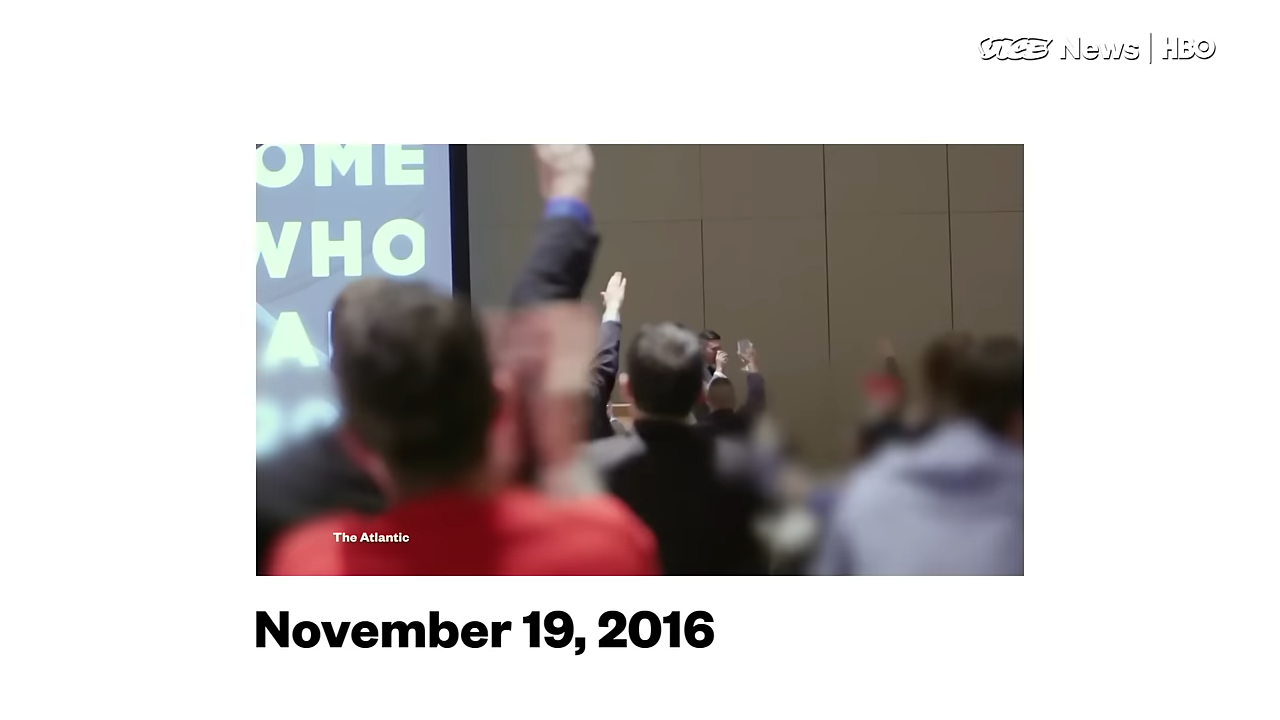 VICE News | HBO
OME
WHO
A
The Atlantic
November 19, 2016